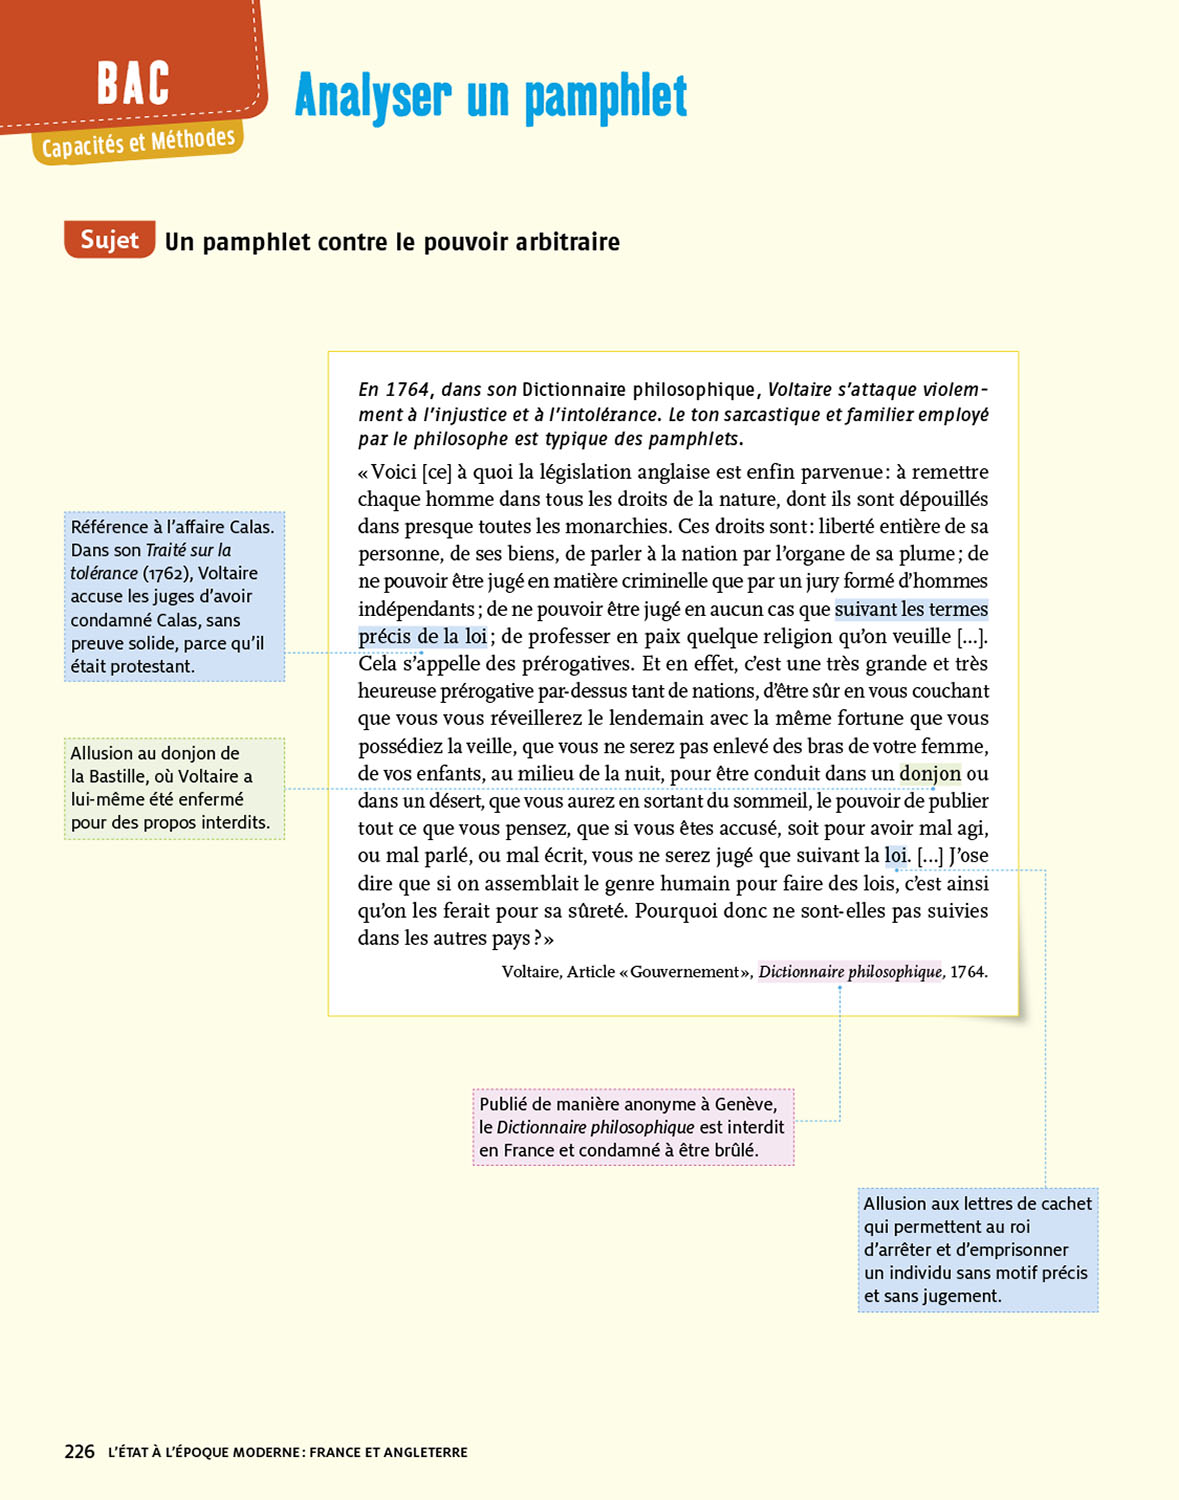 BAC
Capacités et Méthodes
Analyser un pamphlet
Sujet Un pamphlet contre le pouvoir arbitraire
En 1764, dans son Dictionnaire philosophique, Voltaire s'attaque violem-
ment à l'injustice et à l'intolérance. Le ton sarcastique et familier employé
par le philosophe est typique des pamphlets.
« Voici [ce] à quoi la législation anglaise est enfin parvenue : à remettre
chaque homme dans tous les droits de la nature, dont ils sont dépouillés
dans presque toutes les monarchies. Ces droits sont : liberté entière de sa
personne, de ses biens, de parler à la nation par l'organe de sa plume ; de
ne pouvoir être jugé en matière criminelle que par un jury formé d'hommes
indépendants ; de ne pouvoir être jugé en aucun cas que suivant les termes
précis de la loi ; de professer en paix quelque religion qu'on veuille [...].
Cela s'appelle des prérogatives. Et en effet, c'est une très grande et très
heureuse prérogative par-dessus tant de nations, d'être sûr en vous couchant
que vous vous réveillerez le lendemain avec la même fortune que vous
possédiez la veille, que vous ne serez pas enlevé des bras de votre femme,
de vos enfants, au milieu de la nuit, pour être conduit dans un donjon ou
dans un désert, que vous aurez en sortant du sommeil, le pouvoir de publier
tout ce que vous pensez, que si vous êtes accusé, soit pour avoir mal agi,
ou mal parlé, ou mal écrit, vous ne serez jugé que suivant la loi. [...] J'ose
dire que si on assemblait le genre humain pour faire des lois, c'est ainsi
qu'on les ferait pour sa sûreté. Pourquoi donc ne sont-elles pas suivies
dans les autres pays ? »
Voltaire, Article « Gouvernement », Dictionnaire philosophique, 1764.
Référence à l'affaire Calas.
Dans son Traité sur la
tolérance (1762), Voltaire
accuse les juges d'avoir
condamné Calas, sans
preuve solide, parce qu'il
était protestant.
Allusion au donjon de
la Bastille, où Voltaire a
lui-même été enfermé
pour des propos interdits.
Publié de manière anonyme à Genève,
le Dictionnaire philosophique est interdit
en France et condamné à être brûlé.
Allusion aux lettres de cachet
qui permettent au roi
d'arrêter et d'emprisonner
un individu sans motif précis
et sans jugement.
226 L'ÉTAT À L'ÉPOQUE MODERNE : FRANCE ET ANGLETERRE